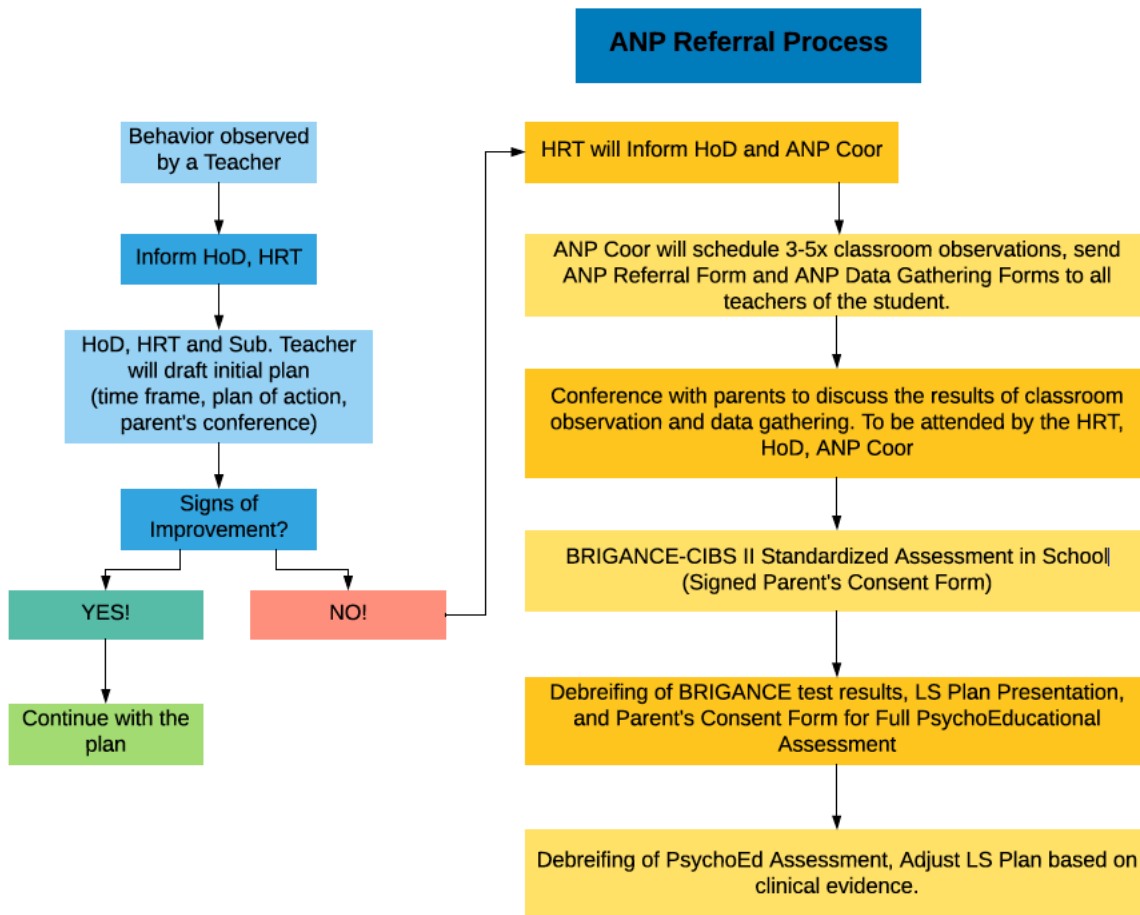 ANP Referral Process
Behavior observed
by a Teacher
Inform HoD, HRT
HoD, HRT and Sub. Teacher
will draft initial plan
(time frame, plan of action,
parent's conference)
Signs of
Improvement?
YES!
NO!
Continue with the
plan
HRT will Inform HoD and ANP Coor
ANP Coor will schedule 3-5x classroom observations, send
ANP Referral Form and ANP Data Gathering Forms to all
teachers of the student.
Conference with parents to discuss the results of classroom
observation and data gathering. To be attended by the HRT,
HoD, ANP Coor
BRIGANCE-CIBS II Standardized Assessment in School
(Signed Parent's Consent Form)
Debreifing of BRIGANCE test results, LS Plan Presentation,
and Parent's Consent Form for Full PsychoEducational
Assessment
Debreifing of PsychoEd Assessment, Adjust LS Plan based on
clinical evidence.